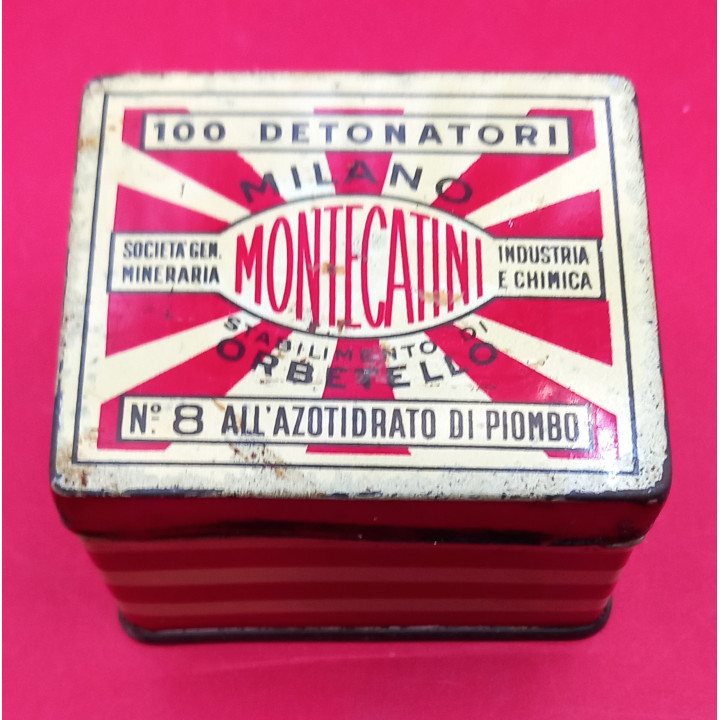 100 DETONATORI
MILANO
SOCIETA' GEN.
MINERARIA
MONTECATINI
INDUSTRIA
E CHIMICA
STABILIMENTO DI
ORBETELLO
Nº 8 ALL'AZOTIDRATO DI PIOMBO